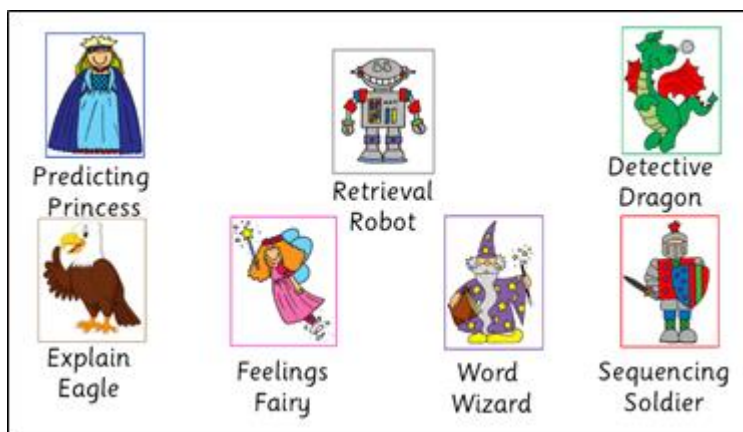 Predicting
Princess
Retrieval
Robot
Detective
Dragon
Explain
Eagle
Feelings
Fairy
Word
Wizard
Sequencing
Soldier